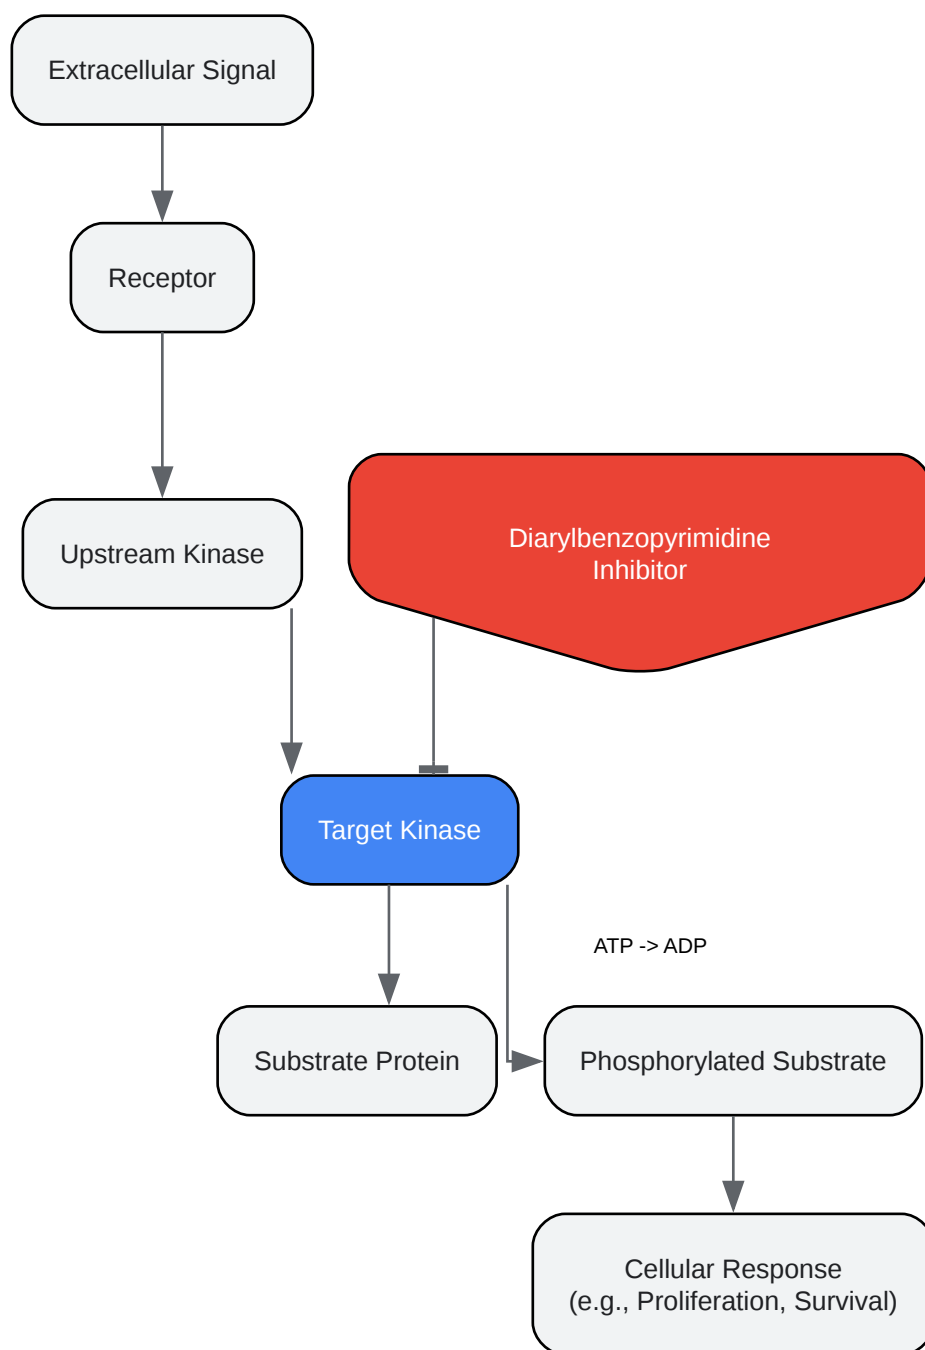 Extracellular Signal
Receptor
Upstream Kinase
Diarylbenzopyrimidine
Inhibitor
Target Kinase
ATP -> ADP
Substrate Protein
Phosphorylated Substrate
Cellular Response
(e.g., Proliferation, Survival)